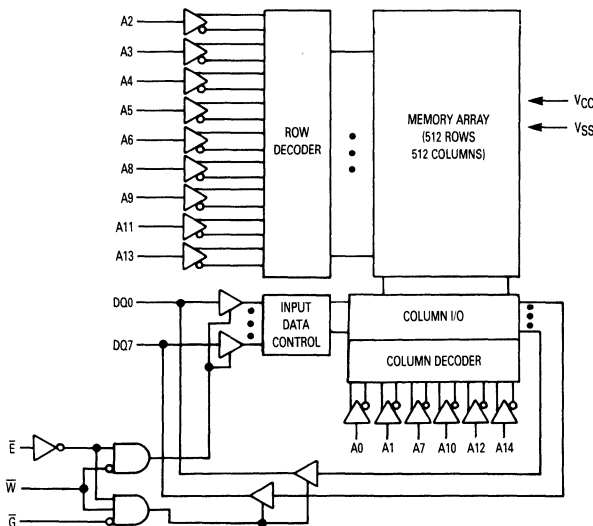 A2
A3
A4
A5
A6
A8
A9
A11
A13
ROW
DECODER
MEMORY ARRAY
(512 ROWS
512 COLUMNS)
VCC
VSS
DQ0
DQ7
INPUT
DATA
CONTROL
COLUMN I/O
COLUMN DECODER
A0 A1 A7 A10 A12 A14
E̅
W̅
G̅